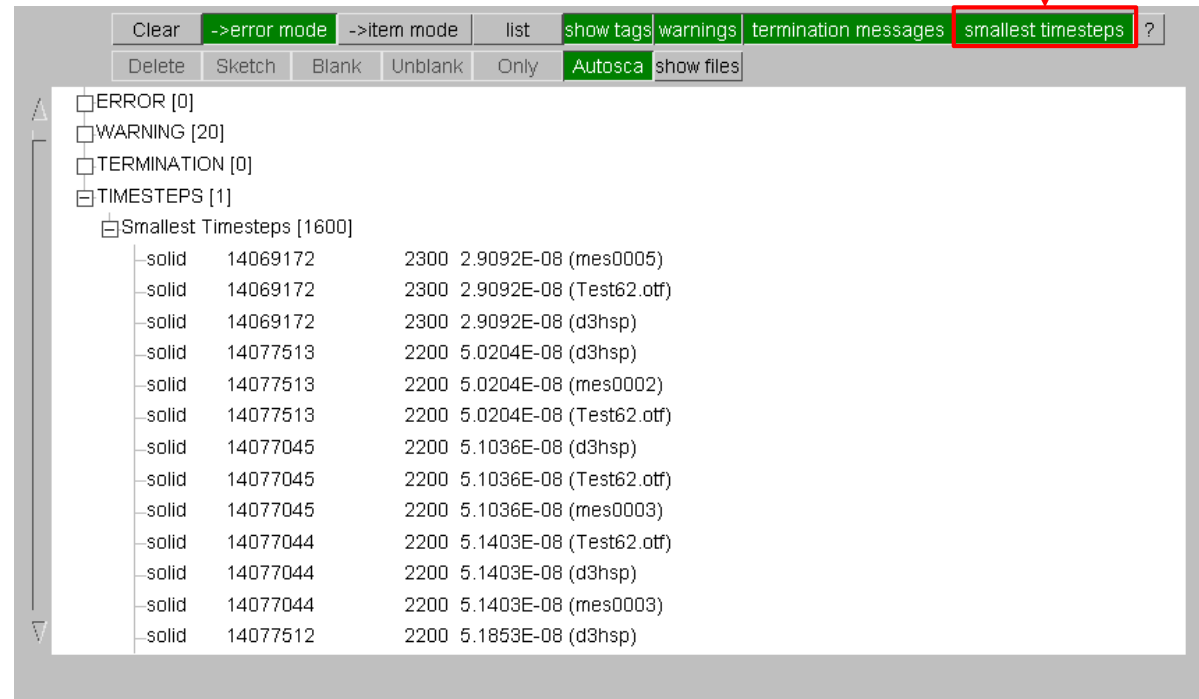 Clear ->error mode ->item mode list show tags warnings termination messages smallest timesteps ?
Delete Sketch Blank Unblank Only Autosca show files
ERROR [0]
WARNING [20]
TERMINATION [0]
TIMESTEPS [1]
Smallest Timesteps [1600]
solid 14069172 2300 2.9092E-08 (mes0005)
solid 14069172 2300 2.9092E-08 (Test62.otf)
solid 14069172 2300 2.9092E-08 (d3hsp)
solid 14077513 2200 5.0204E-08 (d3hsp)
solid 14077513 2200 5.0204E-08 (mes0002)
solid 14077513 2200 5.0204E-08 (Test62.otf)
solid 14077045 2200 5.1036E-08 (d3hsp)
solid 14077045 2200 5.1036E-08 (Test62.otf)
solid 14077045 2200 5.1036E-08 (mes0003)
solid 14077044 2200 5.1403E-08 (Test62.otf)
solid 14077044 2200 5.1403E-08 (d3hsp)
solid 14077044 2200 5.1403E-08 (mes0003)
solid 14077512 2200 5.1853E-08 (d3hsp)